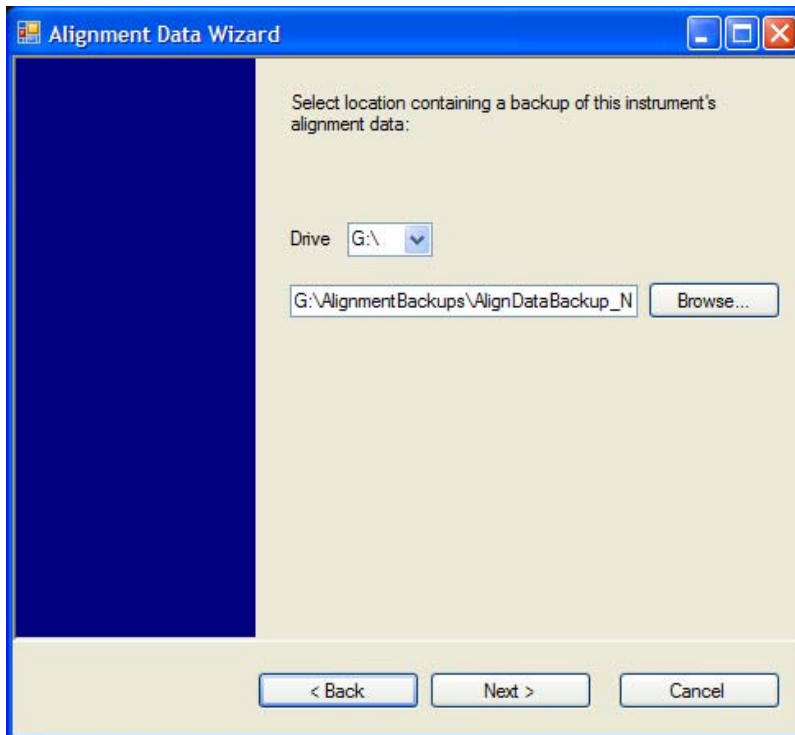 Alignment Data Wizard
Select location containing a backup of this instrument's
alignment data:
Drive G:\
G:\AlignmentBackups\AlignDataBackup_N Browse...
< Back Next > Cancel